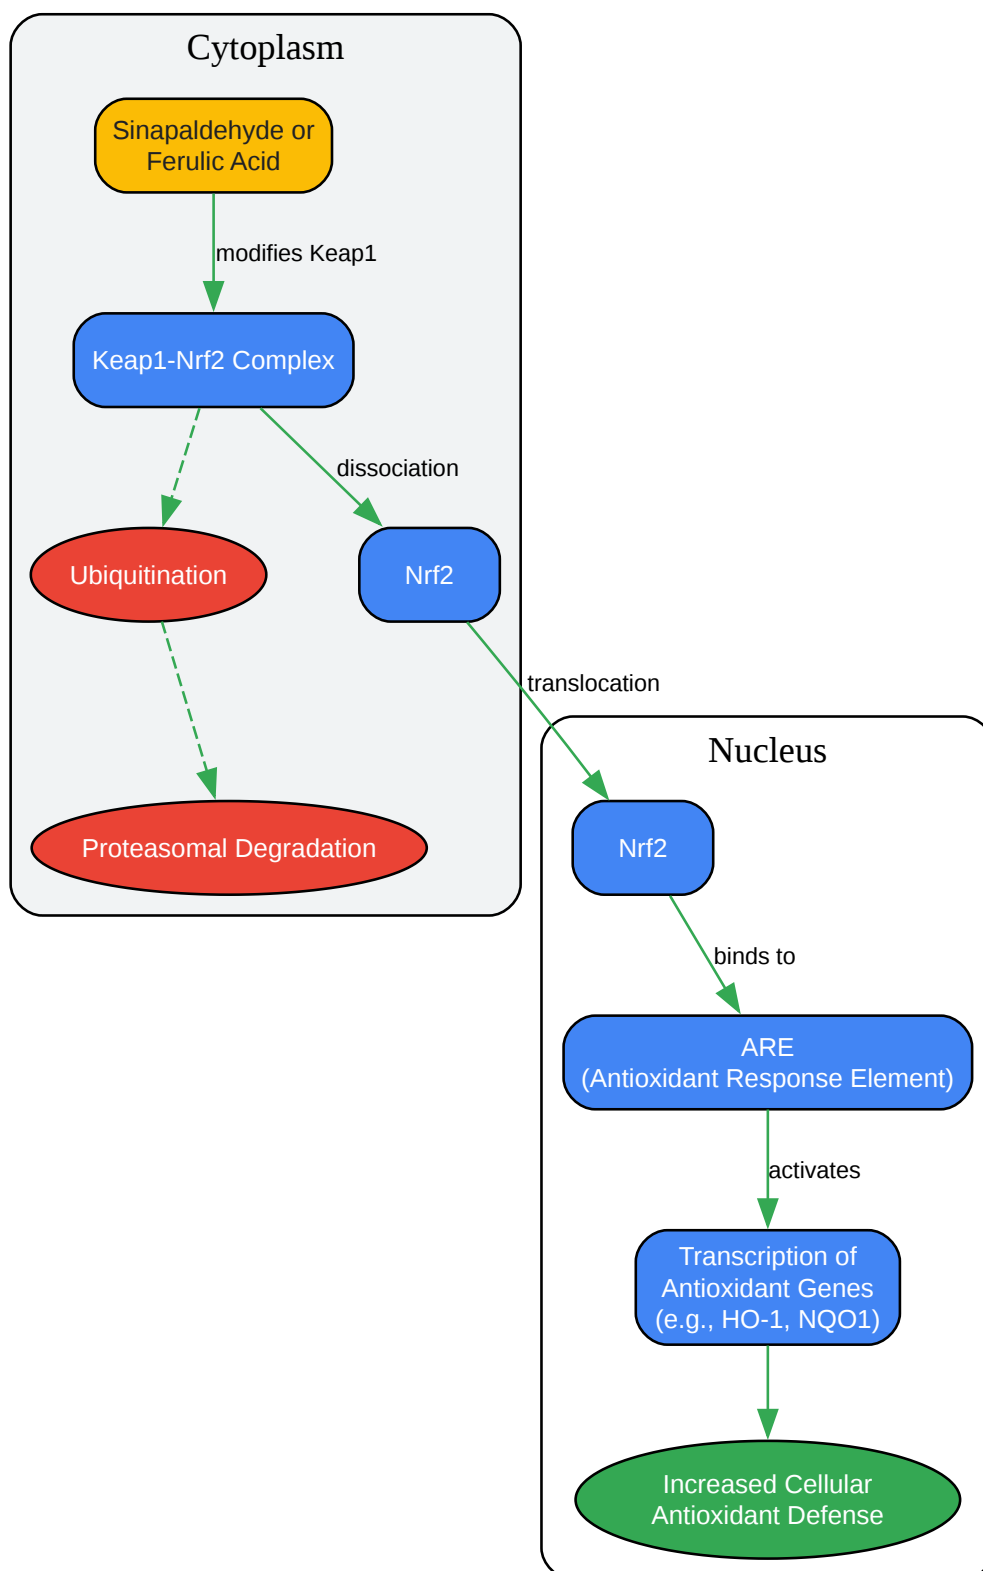 Cytoplasm
Sinapaldehyde or
Ferulic Acid
modifies Keap1
Keap1-Nrf2 Complex
dissociation
Ubiquitination
Nrf2
translocation
Nucleus
Proteasomal Degradation
Nrf2
binds to
ARE
(Antioxidant Response Element)
activates
Transcription of
Antioxidant Genes
(e.g., HO-1, NQO1)
Increased Cellular
Antioxidant Defense